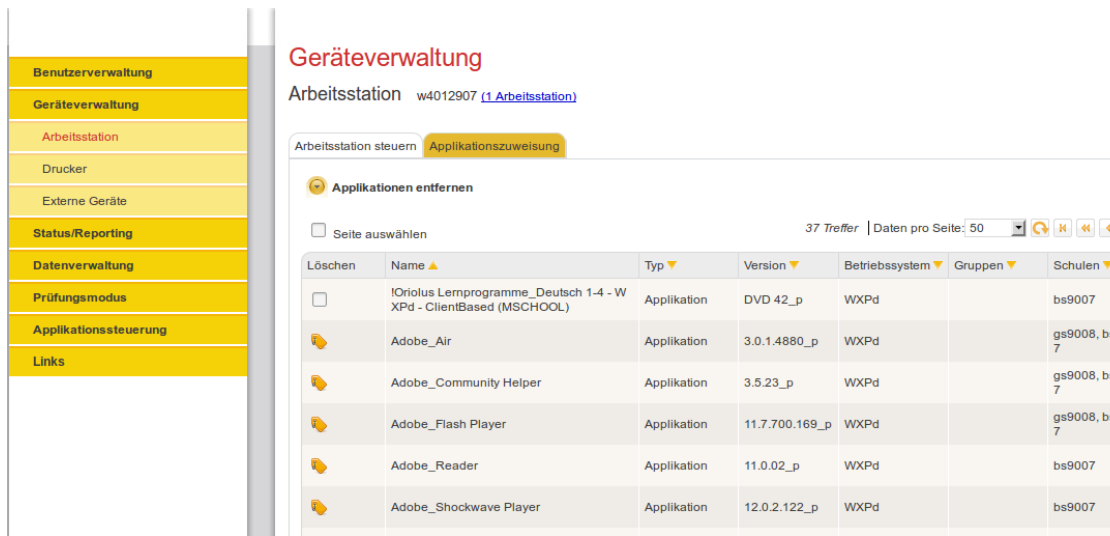 Geräteverwaltung
Arbeitsstation w4012907 (1 Arbeitsstation)
Benutzerverwaltung
Geräteverwaltung
Arbeitsstation
Drucker
Externe Geräte
Status/Reporting
Datenverwaltung
Prüfungsmodus
Applikationssteuerung
Links
Arbeitsstation steuern Applikationszuweisung
Applikationen entfernen
Seite auswählen 37 Treffer | Daten pro Seite: 50
Löschen Name Typ Version Betriebssystem Gruppen Schulen
!Oriolus Lernprogramme_Deutsch 1-4 - W
XPd - ClientBased (MSCHOOL) Applikation DVD 42_p WXPd bs9007
Adobe_Air Applikation 3.0.1.4880_p WXPd gs9008, b
7
Adobe_Community Helper Applikation 3.5.23_p WXPd gs9008, b
7
Adobe_Flash Player Applikation 11.7.700.169_p WXPd gs9008, b
7
Adobe_Reader Applikation 11.0.02_p WXPd bs9007
Adobe_Shockwave Player Applikation 12.0.2.122_p WXPd bs9007